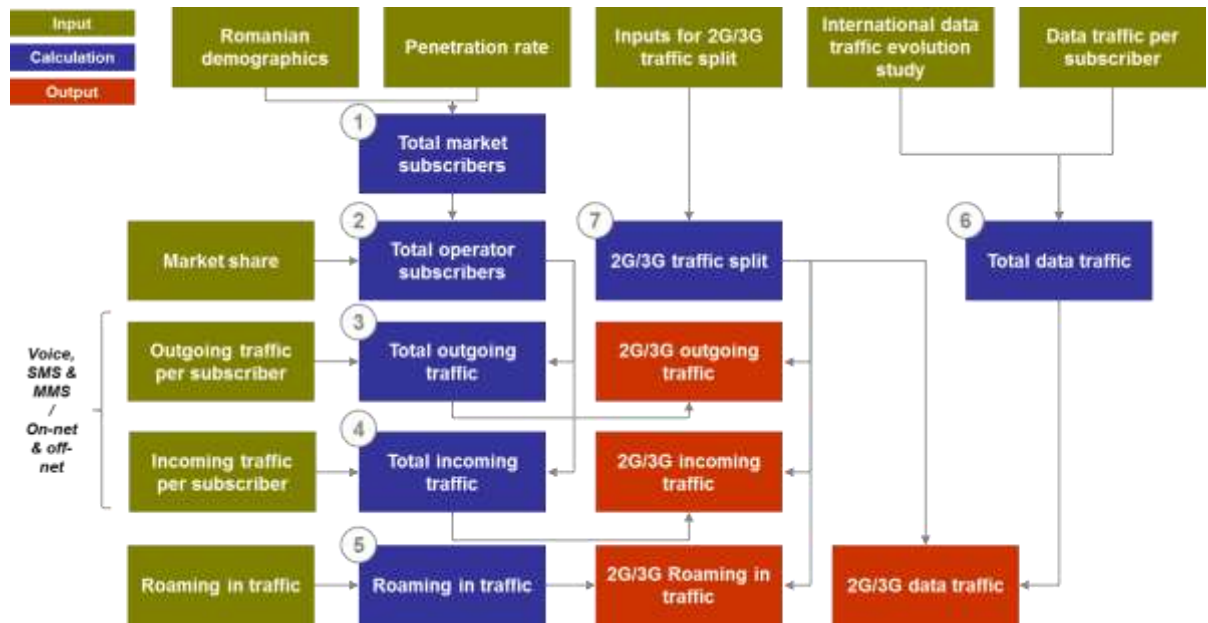 Input
Calculation
Output
Romanian
demographics
Penetration rate
Inputs for 2G/3G
traffic split
International data
traffic evolution
study
Data traffic per
subscriber
1
Total market
subscribers
Market share
2
Total operator
subscribers
7
2G/3G traffic split
6
Total data traffic
Voice,
SMS &
MMS
/
On-net
& off-
net
Outgoing traffic
per subscriber
3
Total outgoing
traffic
2G/3G outgoing
traffic
Incoming traffic
per subscriber
4
Total incoming
traffic
2G/3G incoming
traffic
Roaming in traffic
5
Roaming in traffic
2G/3G Roaming in
traffic
2G/3G data traffic